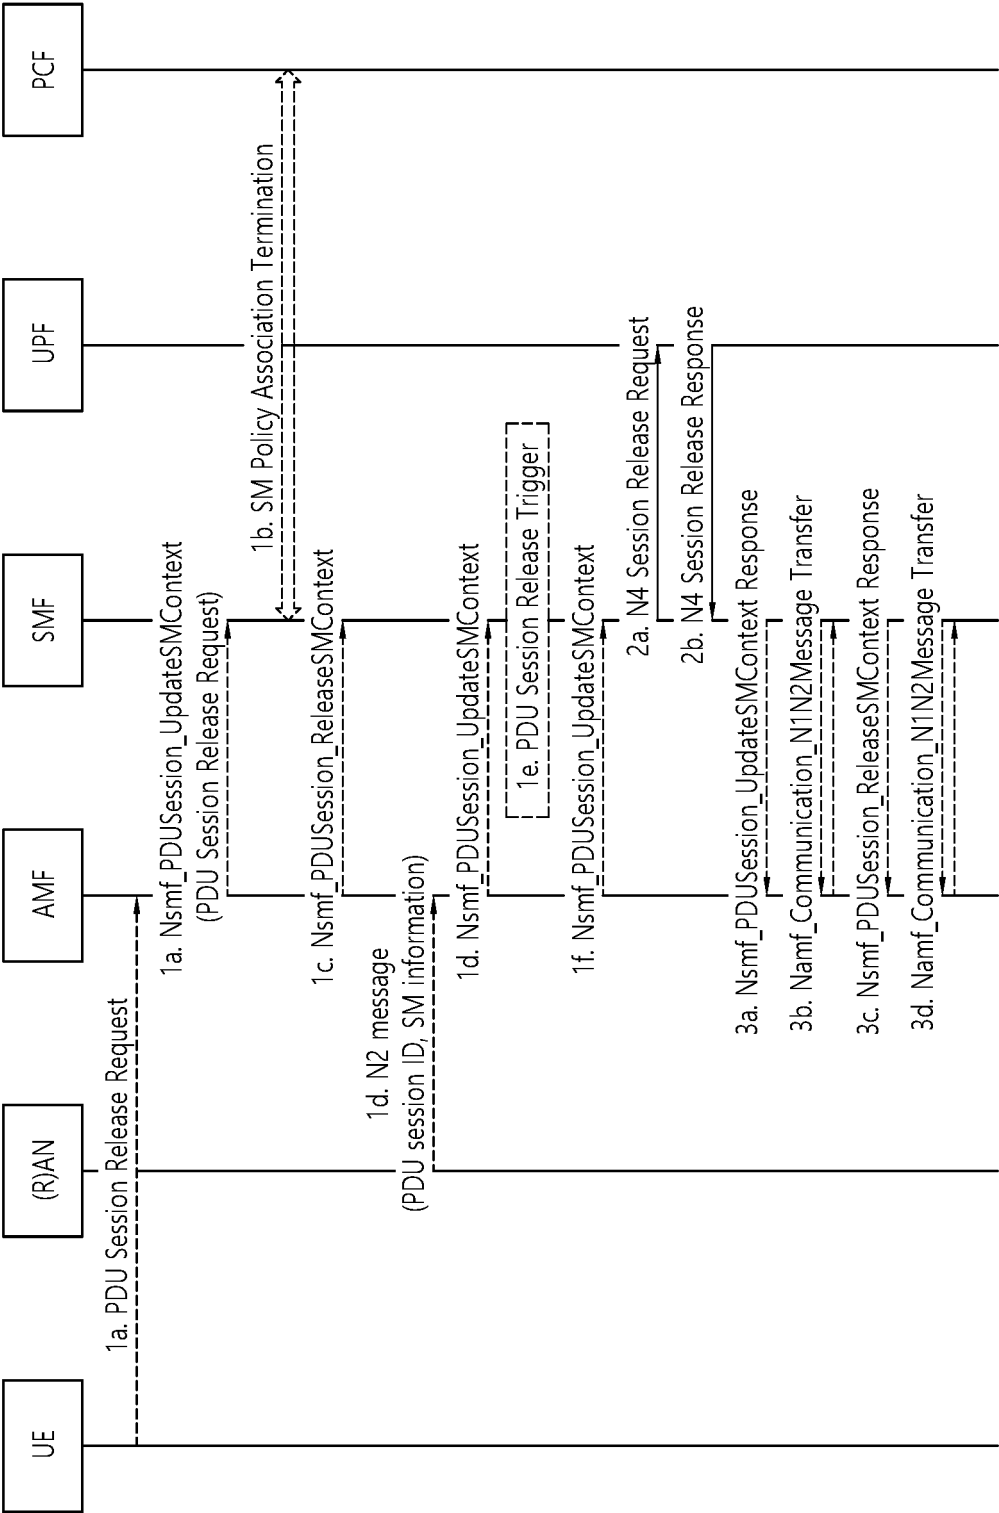 UE
(R)AN
AMF
SMF
UPF
PCF
1a. PDU Session Release Request
1a. Nsmf_PDUSession_UpdateSMContext
(PDU Session Release Request)
1b. SM Policy Association Termination
1c. Nsmf_PDUSession_ReleaseSMContext
1d. N2 message
(PDU session ID, SM information)
1d. Nsmf_PDUSession_UpdateSMContext
1e. PDU Session Release Trigger
1f. Nsmf_PDUSession_UpdateSMContext
2a. N4 Session Release Request
2b. N4 Session Release Response
3a. Nsmf_PDUSession_UpdateSMContext Response
3b. Namf_Communication_N1N2Message Transfer
3c. Nsmf_PDUSession_ReleaseSMContext Response
3d. Namf_Communication_N1N2Message Transfer